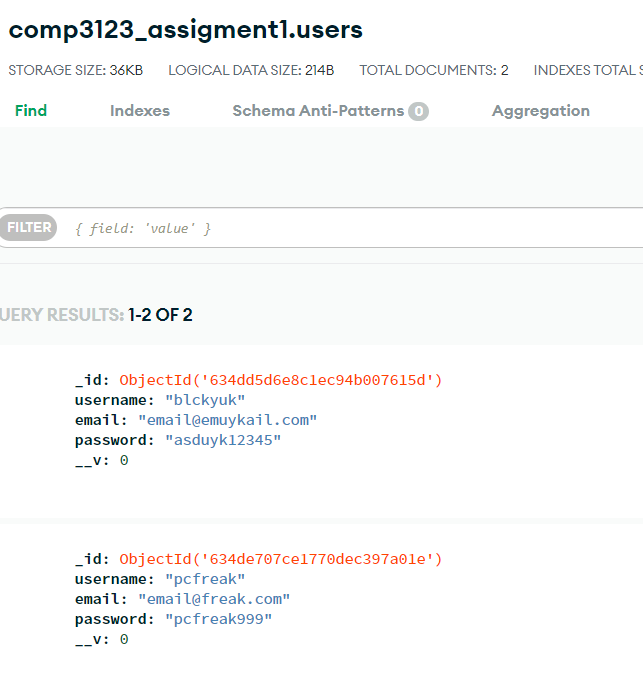 comp3123_assigment1.users
STORAGE SIZE: 36KB LOGICAL DATA SIZE: 214B TOTAL DOCUMENTS: 2 INDEXES TOTAL S
Find Indexes Schema Anti-Patterns 0 Aggregation
FILTER { field: 'value' }
UERY RESULTS: 1-2 OF 2
_id: ObjectId('634dd5d6e8c1ec94b007615d')
username: "blckyuk"
email: "email@emuykail.com"
password: "asduyk12345"
__v: 0
_id: ObjectId('634de707ce1770dec397a01e')
username: "pcfreak"
email: "email@freak.com"
password: "pcfreak999"
__v: 0